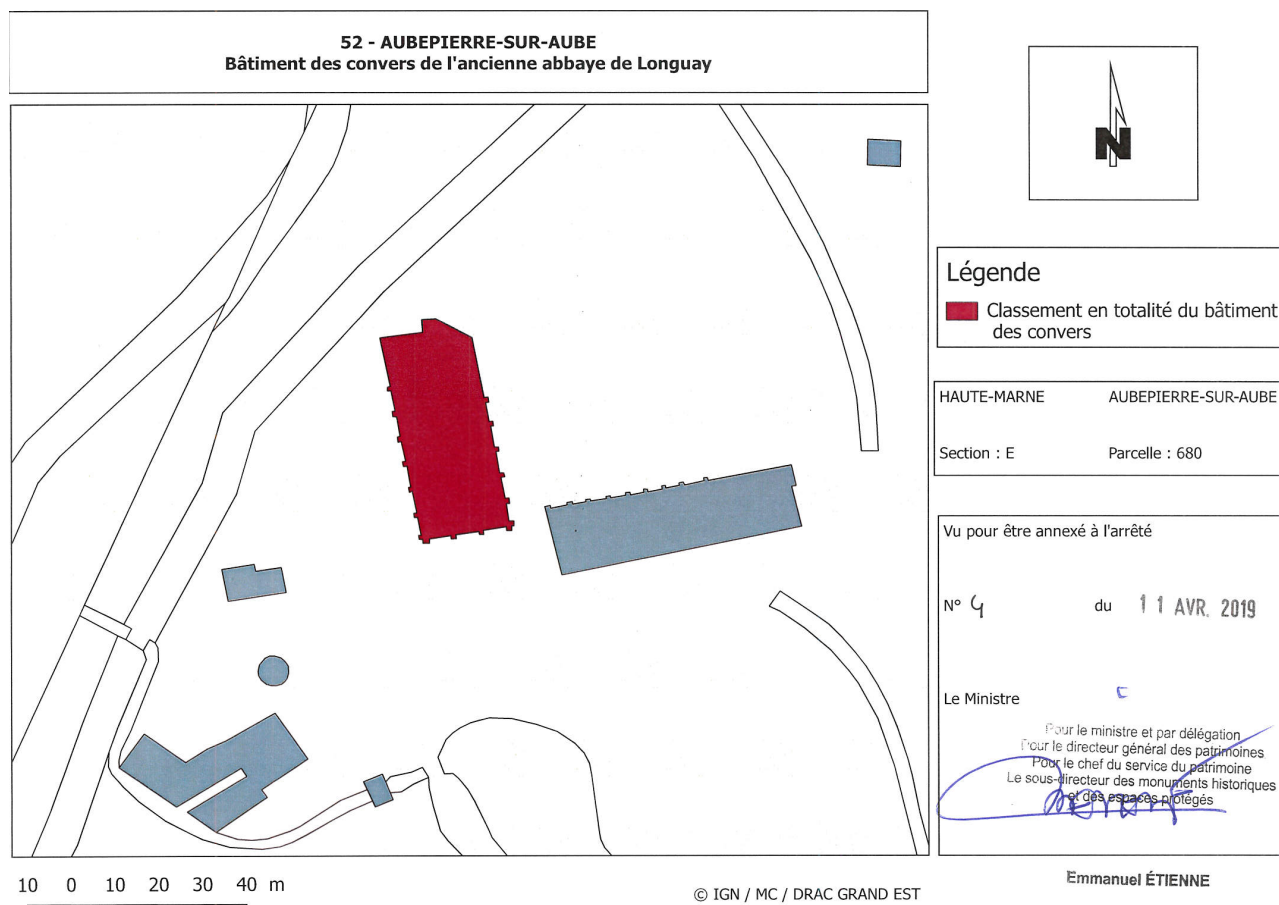 52 - AUBEPIERRE-SUR-AUBE
Bâtiment des convers de l'ancienne abbaye de Longuay
N
Légende
Classement en totalité du bâtiment
des convers
HAUTE-MARNE AUBEPIERRE-SUR-AUBE
Section : E Parcelle : 680
Vu pour être annexé à l'arrêté
N° 4 du 11 AVR. 2019
Le Ministre
Pour le ministre et par délégation
Pour le directeur général des patrimoines
Pour le chef du service du patrimoine
Le sous-directeur des monuments historiques
et des espaces protégés
Emmanuel ÉTIENNE
10 0 10 20 30 40 m
© IGN / MC / DRAC GRAND EST